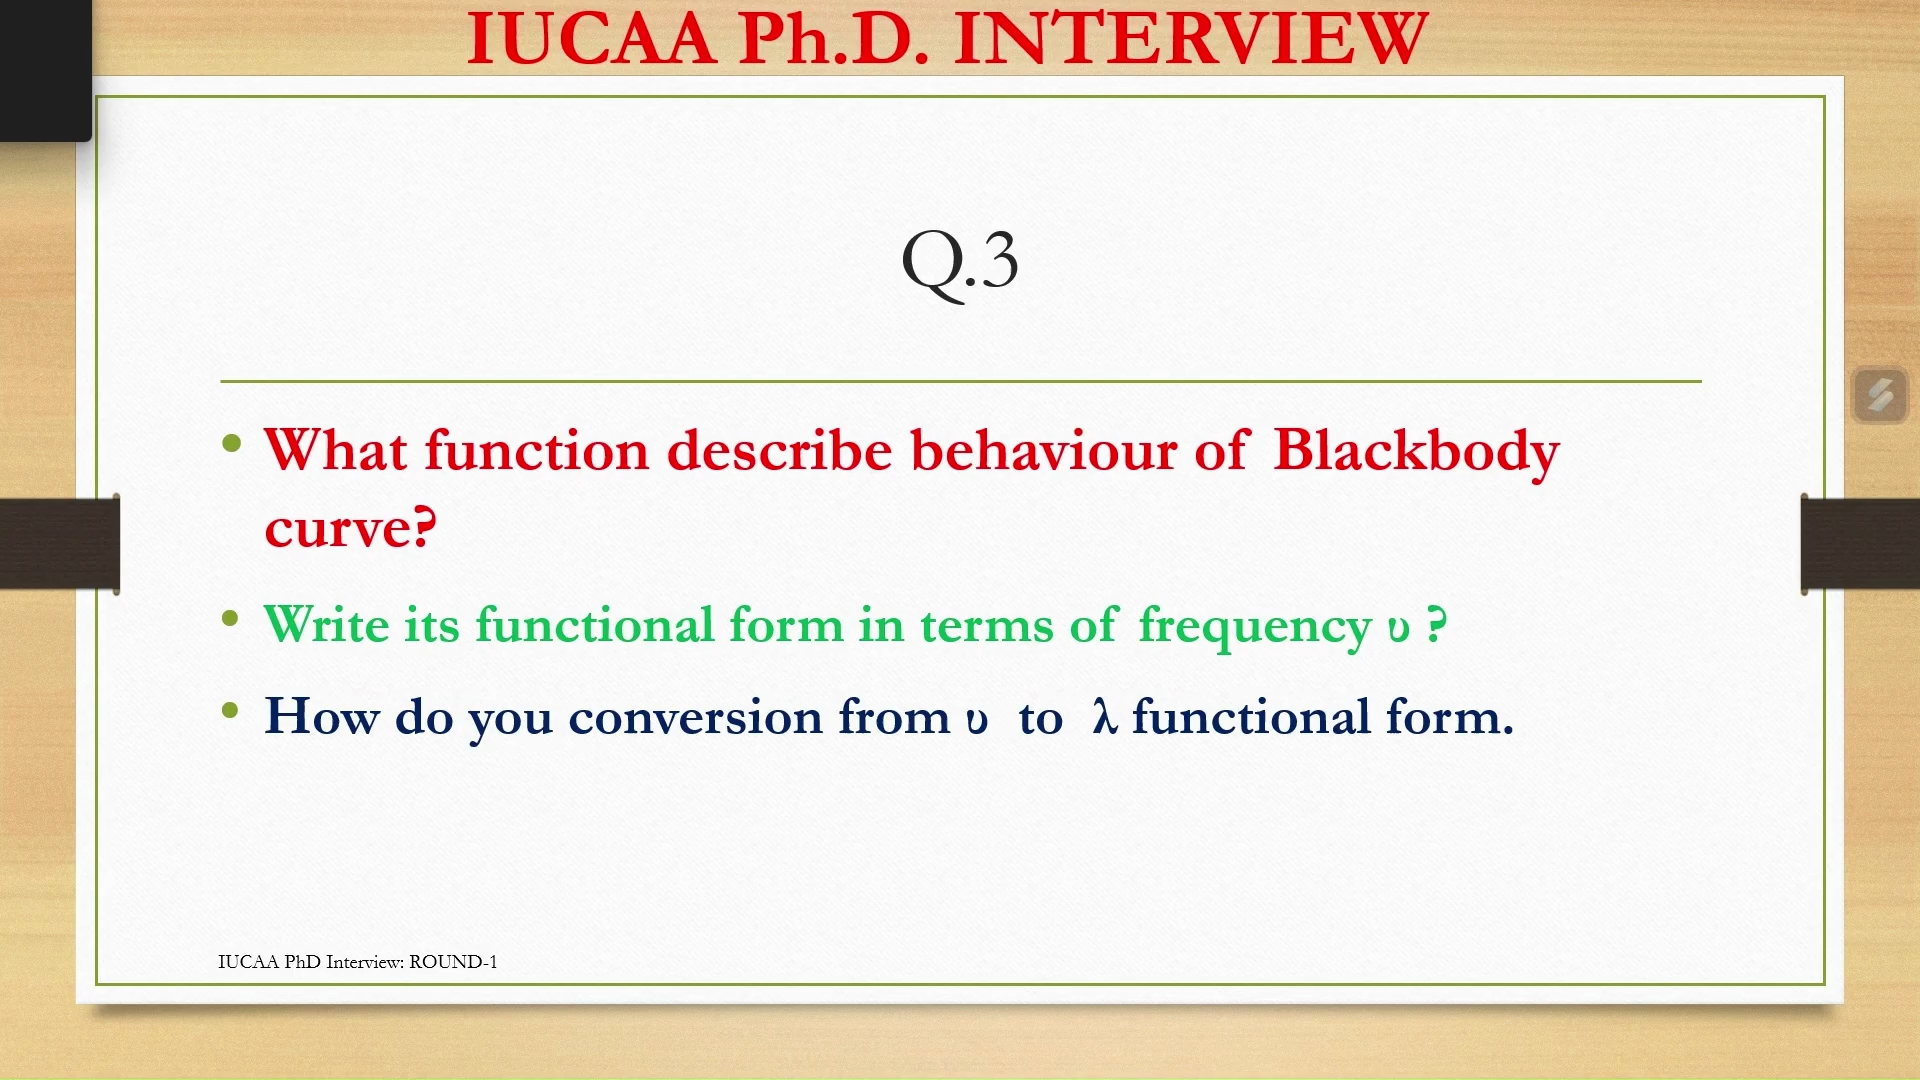 IUCAA Ph.D. INTERVIEW
Q.3
• What function describe behaviour of Blackbody
curve?
• Write its functional form in terms of frequency υ ?
• How do you conversion from υ to λ functional form.
IUCAA PhD Interview: ROUND-1